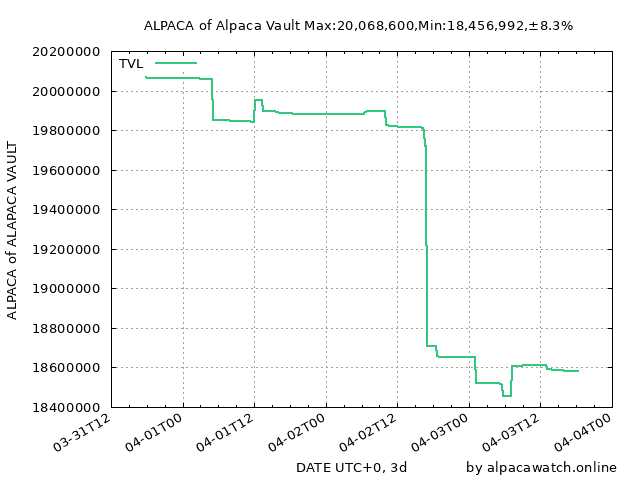 ALPACA of Alpaca Vault Max:20,068,600,Min:18,456,992,±8.3%
TVL
20200000
20000000
19800000
19600000
19400000
19200000
19000000
18800000
18600000
18400000
ALPACA of ALAPACA VAULT
03-31T12
04-01T00
04-01T12
04-02T00
04-02T12
04-03T00
04-03T12
04-04T00
DATE UTC+0, 3d
by alpacawatch.online